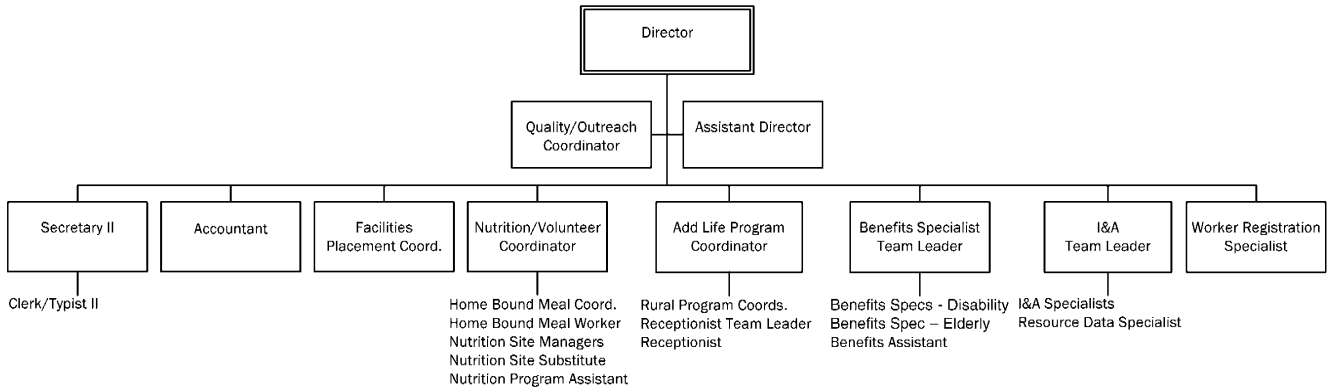 Director
Quality/Outreach
Coordinator
Assistant Director
Secretary II
Accountant
Facilities
Placement Coord.
Nutrition/Volunteer
Coordinator
Add Life Program
Coordinator
Benefits Specialist
Team Leader
I&A
Team Leader
Worker Registration
Specialist
Clerk/Typist II
Home Bound Meal Coord.
Home Bound Meal Worker
Nutrition Site Managers
Nutrition Site Substitute
Nutrition Program Assistant
Rural Program Coords.
Receptionist Team Leader
Receptionist
Benefits Specs - Disability
Benefits Spec – Elderly
Benefits Assistant
I&A Specialists
Resource Data Specialist